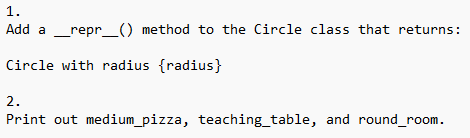 1.
Add a __repr__() method to the Circle class that returns:
Circle with radius {radius}
2.
Print out medium_pizza, teaching_table, and round_room.